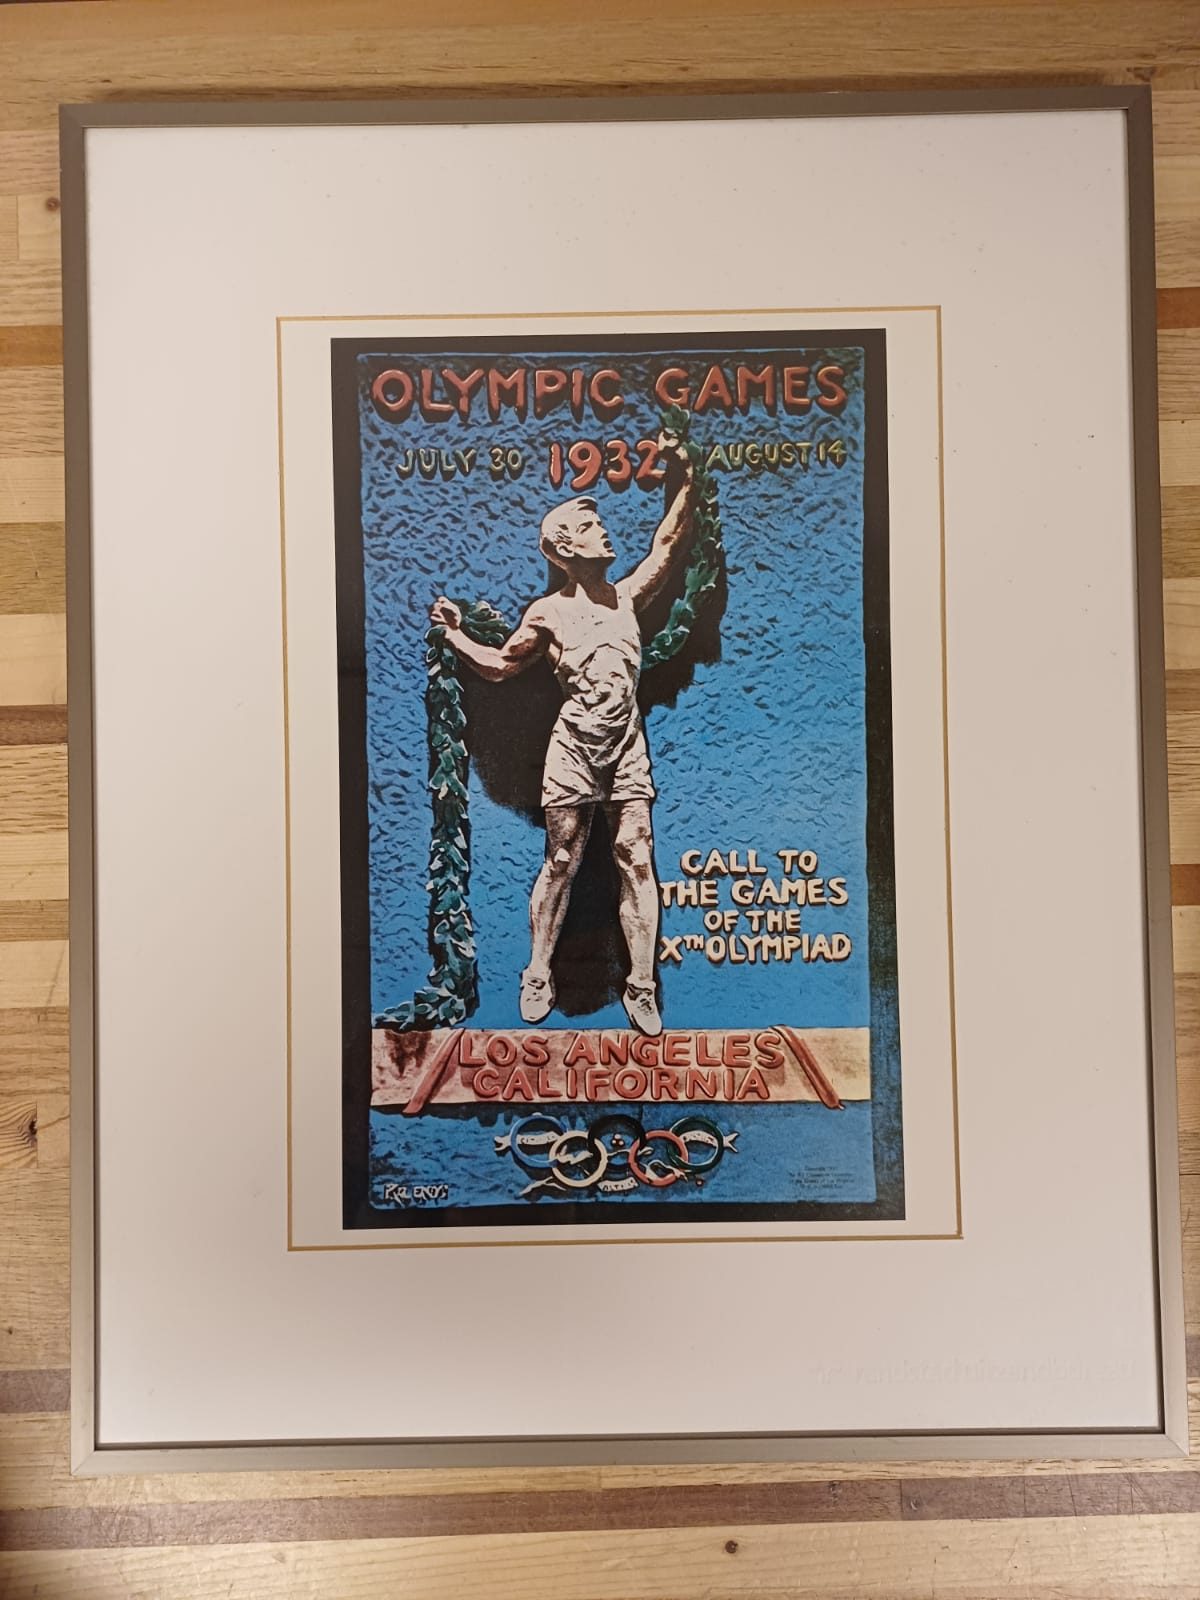 OLYMPIC GAMES
JULY 30 1932 AUGUST 14
CALL TO
THE GAMES
OF THE
XTH OLYMPIAD
LOS ANGELES
CALIFORNIA